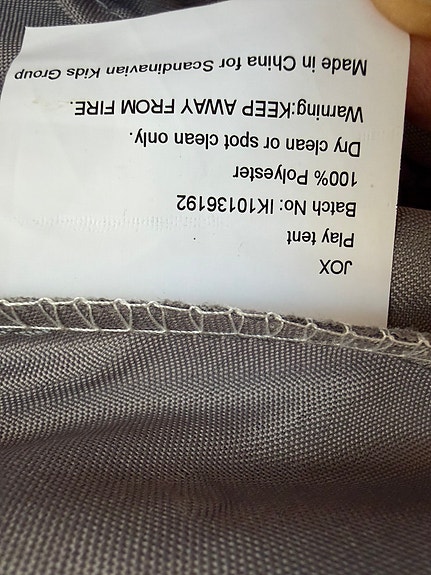 JOX
Play tent
Batch No: IK10136192
100% Polyester
Dry clean or spot clean only.
Warning:KEEP AWAY FROM FIRE.
Made in China for Scandinavian Kids Group